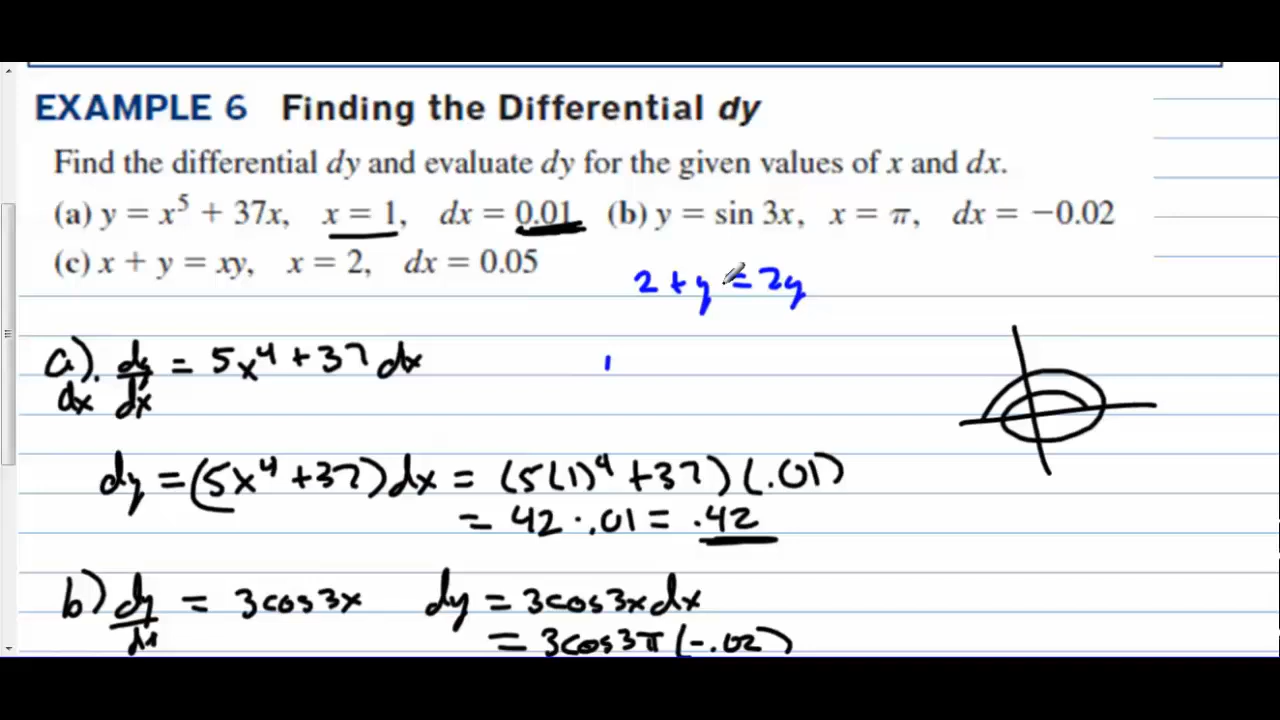 EXAMPLE 6 Finding the Differential dy
Find the differential dy and evaluate dy for the given values of x and dx.
(a) y = x⁵ + 37x, x = 1, dx = 0.01 (b) y = sin 3x, x = π, dx = −0.02
(c) x + y = xy, x = 2, dx = 0.05
2 + y = 2y
a). dy/dx = 5x⁴ + 37 dx
dx
dy = (5x⁴ + 37) dx = (5(1)⁴ + 37)(.01)
= 42 · .01 = .42
b) dy/dx = 3cos3x dy = 3cos3x dx
= 3cos3π (-.02)